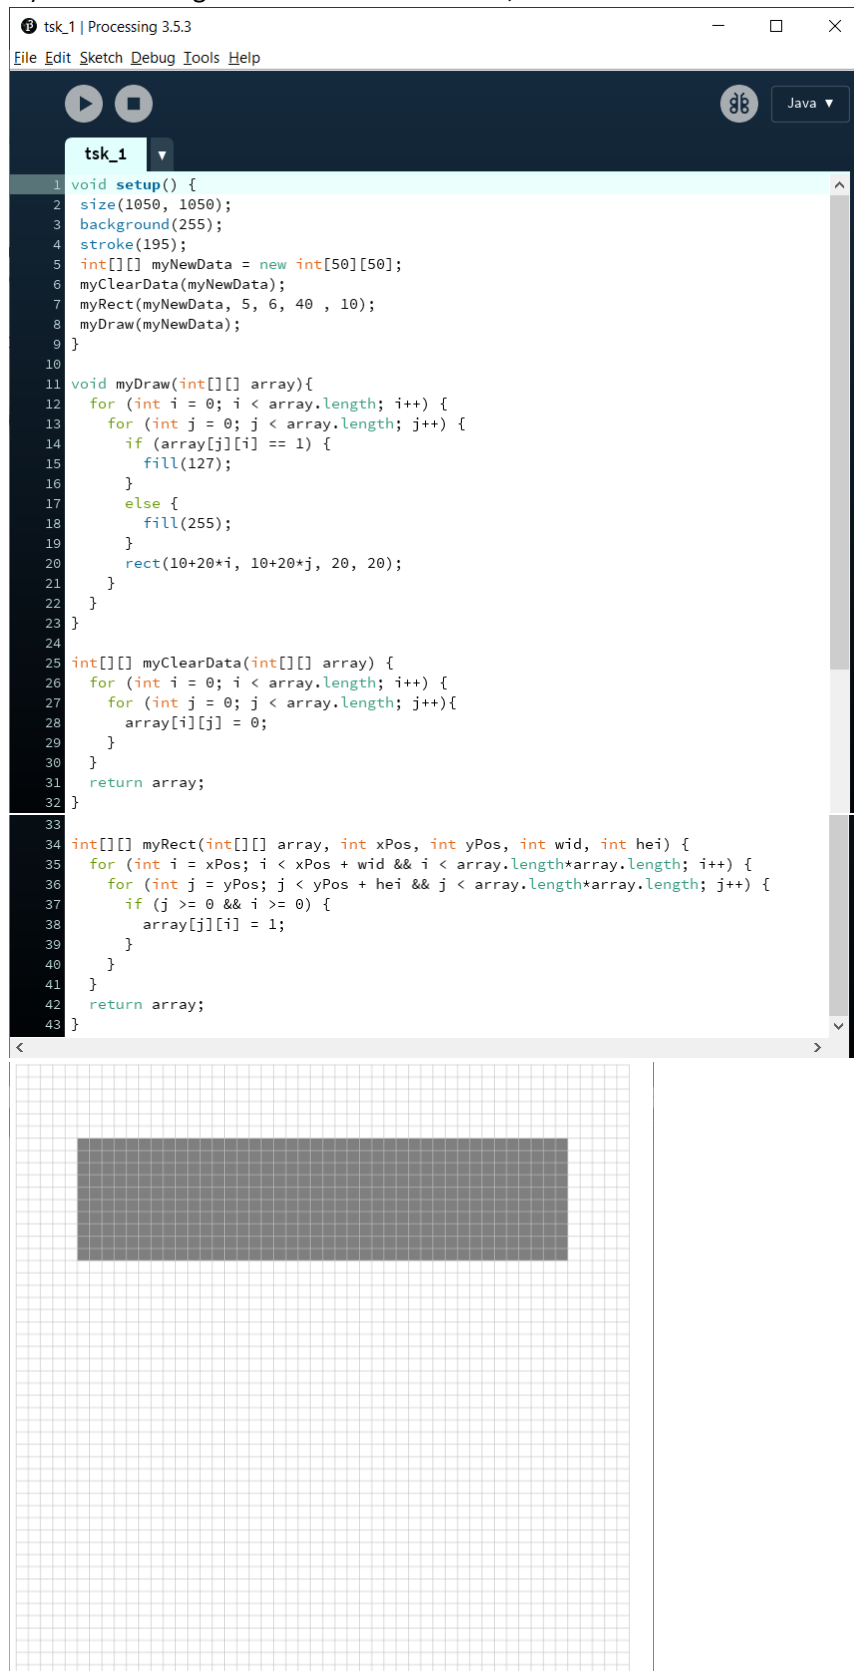 tsk_1 | Processing 3.5.3
File Edit Sketch Debug Tools Help
Java ▼
tsk_1 ▼
1 void setup() {
2 size(1050, 1050);
3 background(255);
4 stroke(195);
5 int[][] myNewData = new int[50][50];
6 myClearData(myNewData);
7 myRect(myNewData, 5, 6, 40 , 10);
8 myDraw(myNewData);
9 }
10
11 void myDraw(int[][] array){
12 for (int i = 0; i < array.length; i++) {
13 for (int j = 0; j < array.length; j++) {
14 if (array[j][i] == 1) {
15 fill(127);
16 }
17 else {
18 fill(255);
19 }
20 rect(10+20*i, 10+20*j, 20, 20);
21 }
22 }
23 }
24
25 int[][] myClearData(int[][] array) {
26 for (int i = 0; i < array.length; i++) {
27 for (int j = 0; j < array.length; j++){
28 array[i][j] = 0;
29 }
30 }
31 return array;
32 }
33
34 int[][] myRect(int[][] array, int xPos, int yPos, int wid, int hei) {
35 for (int i = xPos; i < xPos + wid && i < array.length*array.length; i++) {
36 for (int j = yPos; j < yPos + hei && j < array.length*array.length; j++) {
37 if (j >= 0 && i >= 0) {
38 array[j][i] = 1;
39 }
40 }
41 }
42 return array;
43 }